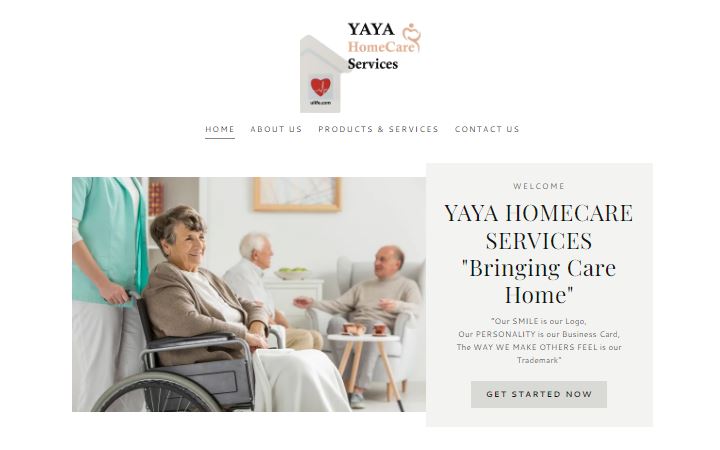 YAYA
HomeCare
Services
ulife.com
HOME ABOUT US PRODUCTS & SERVICES CONTACT US
WELCOME
YAYA HOMECARE
SERVICES
"Bringing Care
Home"
"Our SMILE is our Logo,
Our PERSONALITY is our Business Card,
The WAY WE MAKE OTHERS FEEL is our
Trademark"
GET STARTED NOW